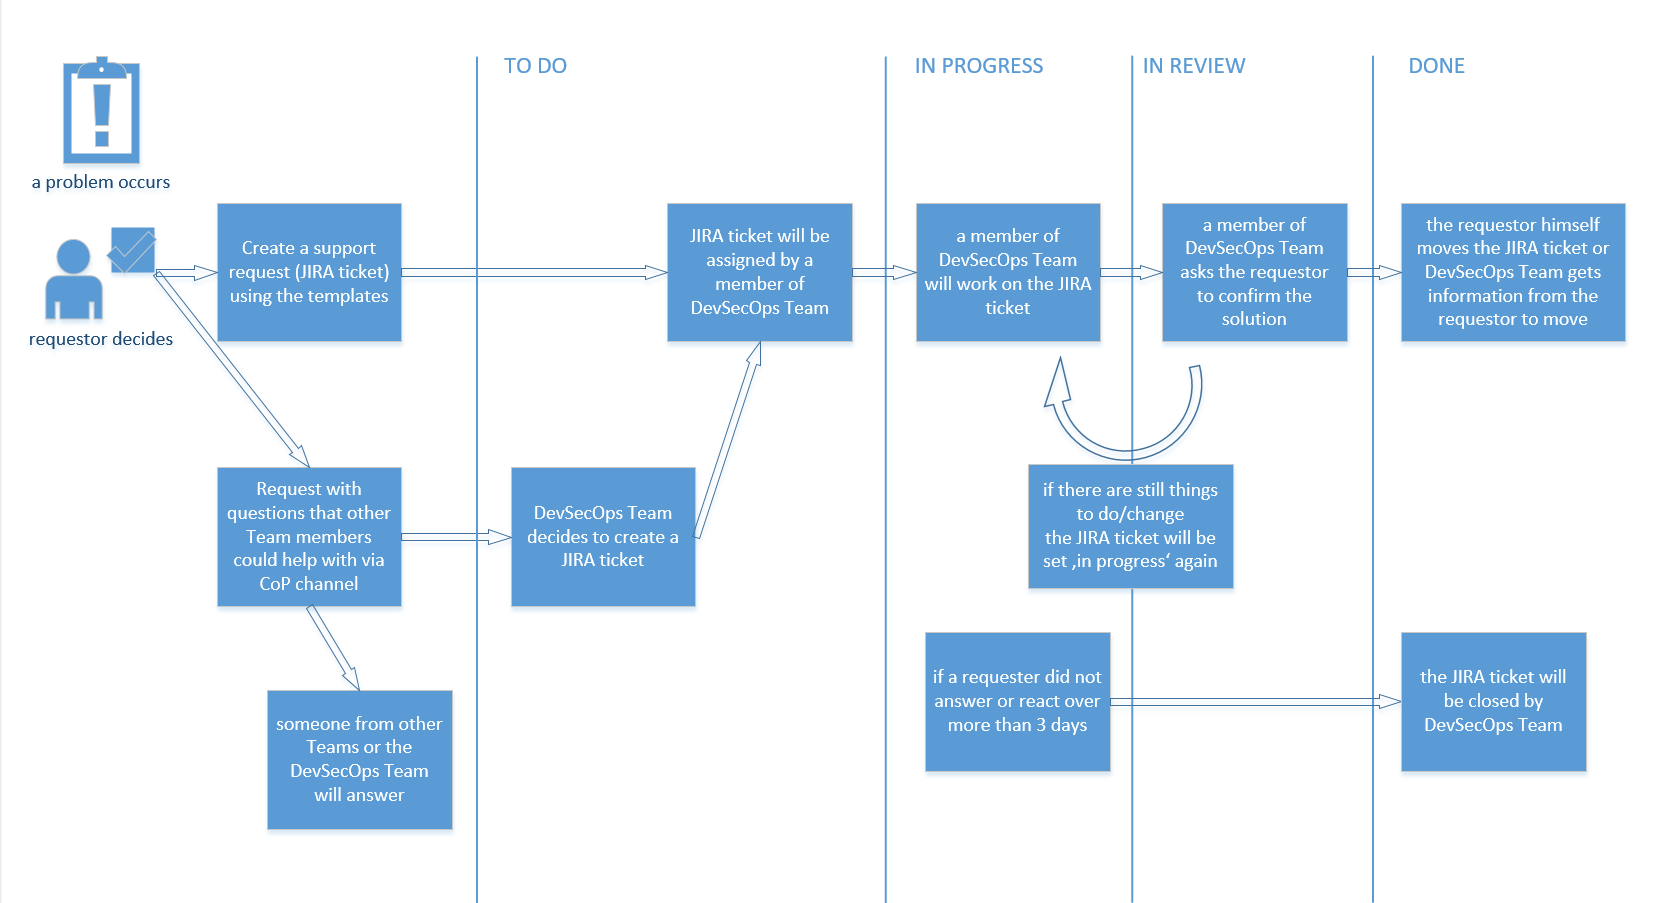 TO DO
IN PROGRESS
IN REVIEW
DONE
a problem occurs
requestor decides
Create a support
request (JIRA ticket)
using the templates
JIRA ticket will be
assigned by a
member of
DevSecOps Team
a member of
DevSecOps Team
will work on the JIRA
ticket
a member of
DevSecOps Team
asks the requestor
to confirm the
solution
the requestor himself
moves the JIRA ticket or
DevSecOps Team gets
information from the
requestor to move
Request with
questions that other
Team members
could help with via
CoP channel
DevSecOps Team
decides to create a
JIRA ticket
if there are still things
to do/change
the JIRA ticket will be
set ‚in progress‘ again
someone from other
Teams or the
DevSecOps Team
will answer
if a requester did not
answer or react over
more than 3 days
the JIRA ticket will
be closed by
DevSecOps Team